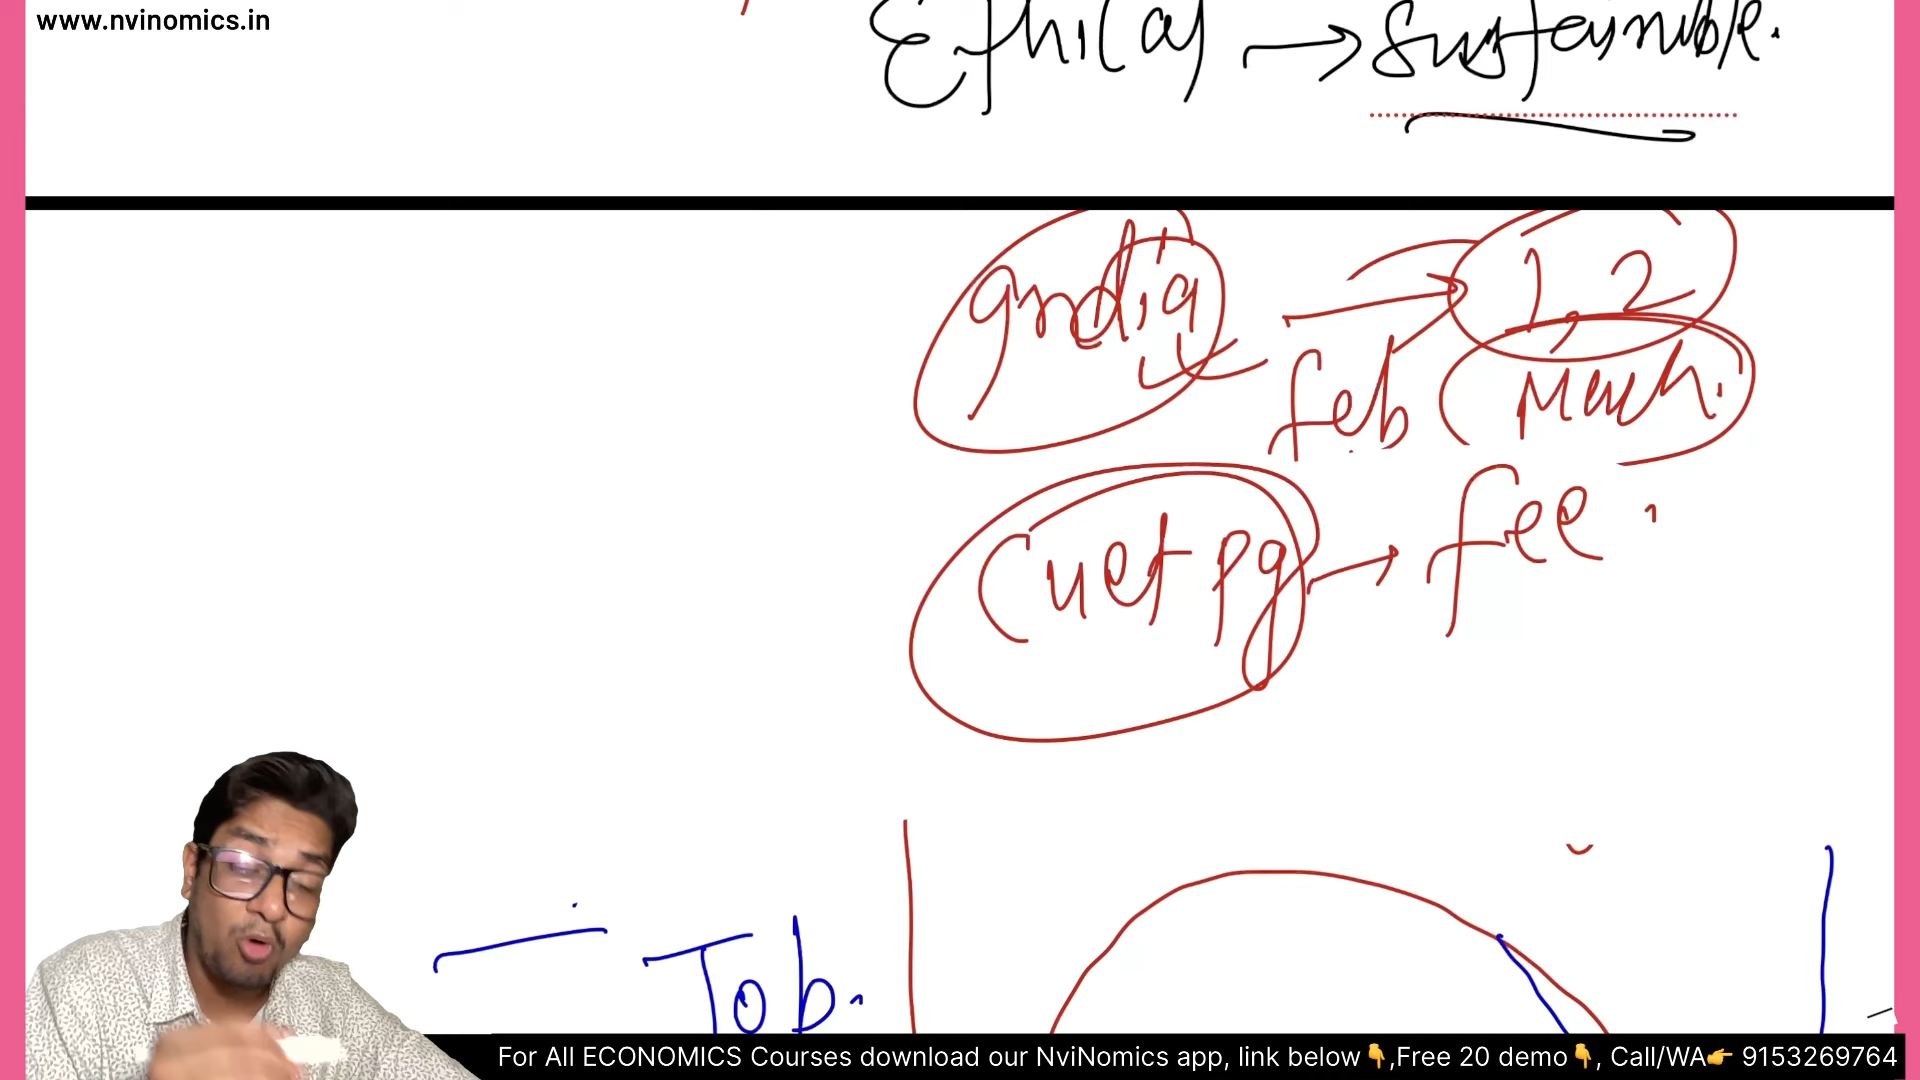 www.nvinomics.in
Ethical → Sustainible.
India → 1, 2
feb March.
Cuet pg → fee.
Job.
For All ECONOMICS Courses download our NviNomics app, link below👇,Free 20 demo👇, Call/WA👉 9153269764